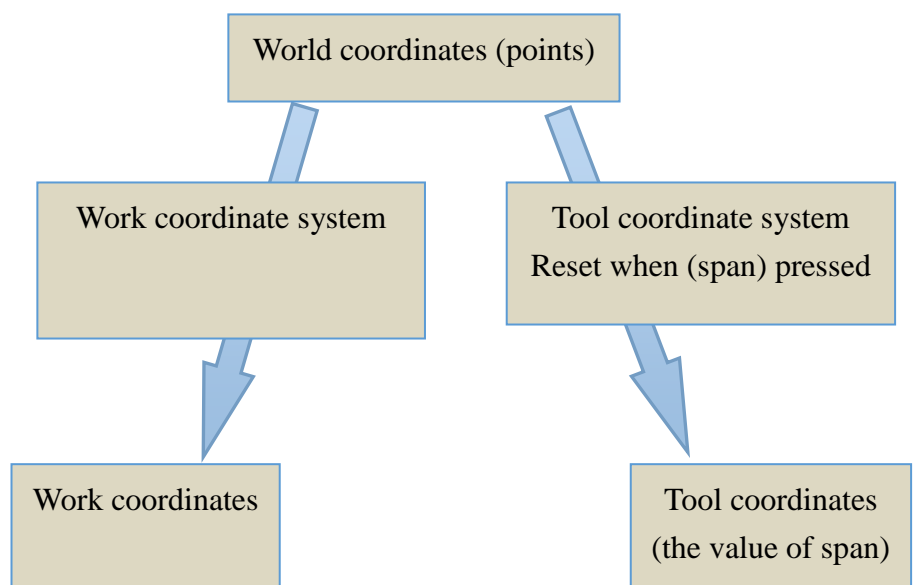 World coordinates (points)
Work coordinate system
Tool coordinate system
Reset when (span) pressed
Work coordinates
Tool coordinates
(the value of span)